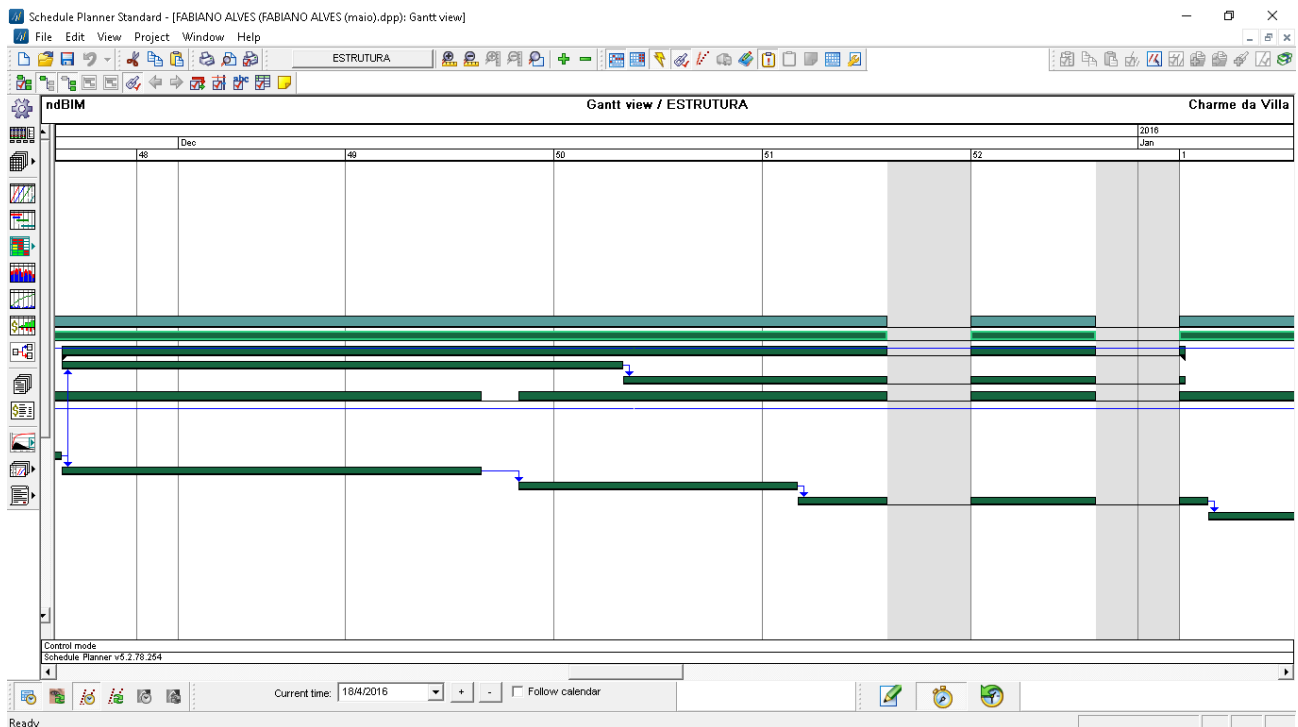 Schedule Planner Standard - [FABIANO ALVES (FABIANO ALVES (maio).dpp): Gantt view]
File Edit View Project Window Help
ESTRUTURA
ndBIM Gantt view / ESTRUTURA Charme da Villa
2016
Dec Jan
48 49 50 51 52 1
Control mode
Schedule Planner v5.2.78.254
Current time: 18/4/2016 + - Follow calendar
Ready